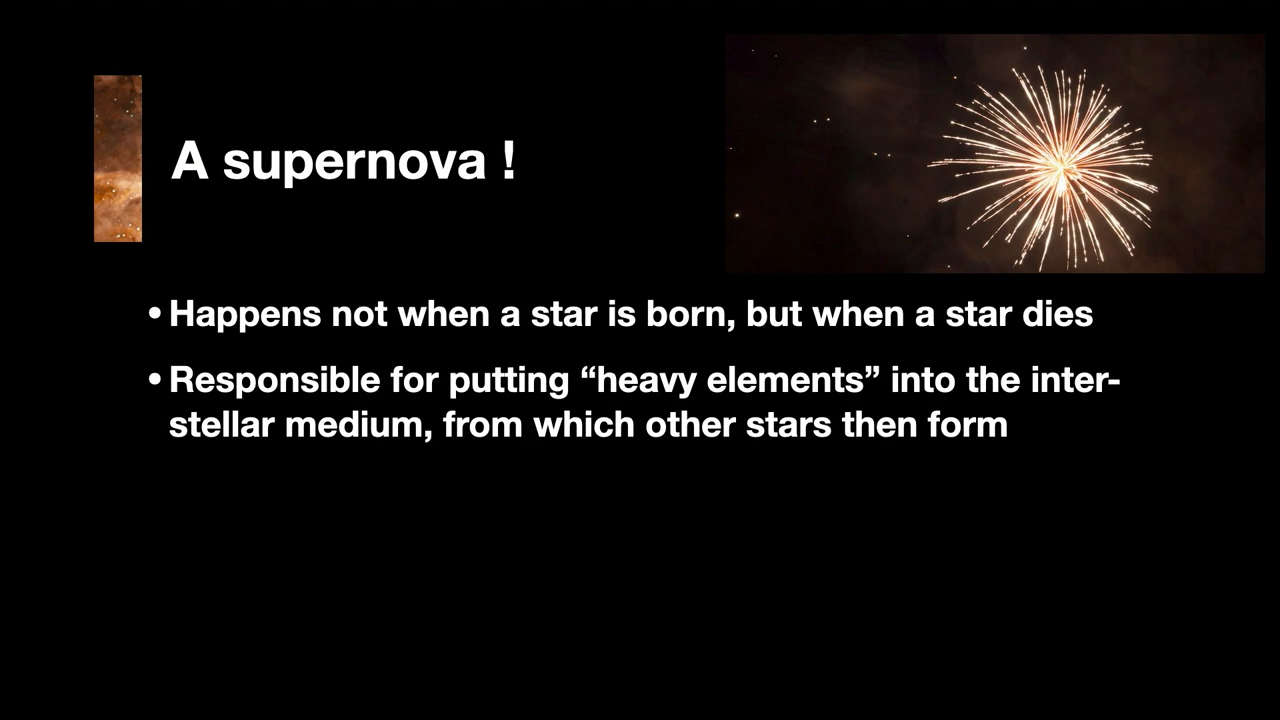 A supernova !
• Happens not when a star is born, but when a star dies
• Responsible for putting “heavy elements” into the inter-
stellar medium, from which other stars then form